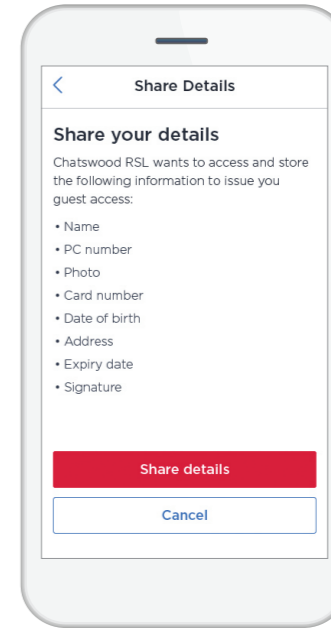 Share Details
Share your details
Chatswood RSL wants to access and store
the following information to issue you
guest access:
• Name
• PC number
• Photo
• Card number
• Date of birth
• Address
• Expiry date
• Signature
Share details
Cancel